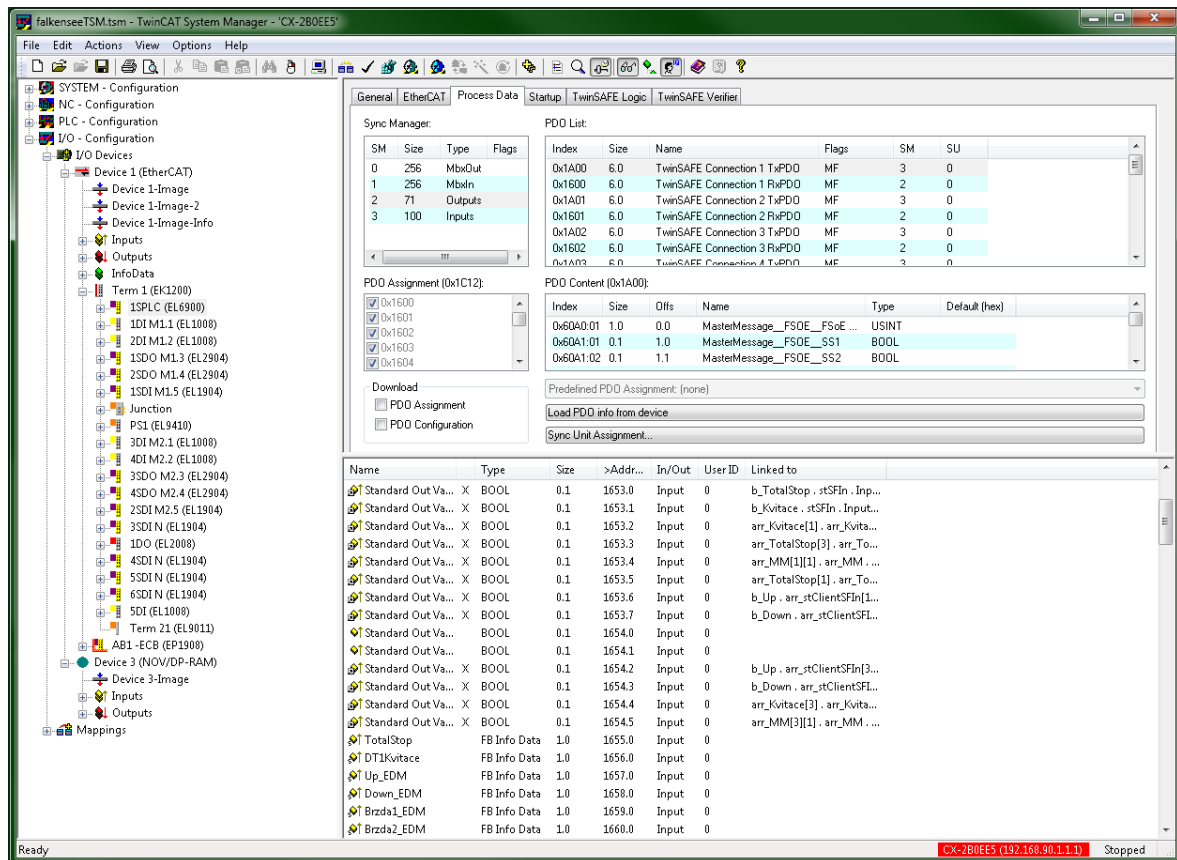 falkenseeTSM.tsm - TwinCAT System Manager - 'CX-2B0EE5'
File Edit Actions View Options Help
SYSTEM - Configuration
NC - Configuration
PLC - Configuration
I/O - Configuration
I/O Devices
Device 1 (EtherCAT)
Device 1-Image
Device 1-Image-2
Device 1-Image-Info
Inputs
Outputs
InfoData
Term 1 (EK1200)
1SPLC (EL6900)
1DI M1.1 (EL1008)
2DI M1.2 (EL1008)
1SDO M1.3 (EL2904)
2SDO M1.4 (EL2904)
1SDI M1.5 (EL1904)
Junction
PS1 (EL9410)
3DI M2.1 (EL1008)
4DI M2.2 (EL1008)
3SDO M2.3 (EL2904)
4SDO M2.4 (EL2904)
2SDI M2.5 (EL1904)
3SDI N (EL1904)
1DO (EL2008)
4SDI N (EL1904)
5SDI N (EL1904)
6SDI N (EL1904)
5DI (EL1008)
Term 21 (EL9011)
AB1 -ECB (EP1908)
Device 3 (NOV/DP-RAM)
Device 3-Image
Inputs
Outputs
Mappings
General EtherCAT Process Data Startup TwinSAFE Logic TwinSAFE Verifier
Sync Manager:
SM Size Type Flags
0 256 MbxOut
1 256 MbxIn
2 71 Outputs
3 100 Inputs
PDO List:
Index Size Name Flags SM SU
0x1A00 6.0 TwinSAFE Connection 1 TxPDO MF 3 0
0x1600 6.0 TwinSAFE Connection 1 RxPDO MF 2 0
0x1A01 6.0 TwinSAFE Connection 2 TxPDO MF 3 0
0x1601 6.0 TwinSAFE Connection 2 RxPDO MF 2 0
0x1A02 6.0 TwinSAFE Connection 3 TxPDO MF 3 0
0x1602 6.0 TwinSAFE Connection 3 RxPDO MF 2 0
0x1A03 6.0 TwinSAFE Connection 4 TxPDO MF 3 0
PDO Assignment (0x1C12):
0x1600
0x1601
0x1602
0x1603
0x1604
PDO Content (0x1A00):
Index Size Offs Name Type Default (hex)
0x60A0:01 1.0 0.0 MasterMessage__FSOE__FSoE ... USINT
0x60A1:01 0.1 1.0 MasterMessage__FSOE__SS1 BOOL
0x60A1:02 0.1 1.1 MasterMessage__FSOE__SS2 BOOL
Download
PDO Assignment
PDO Configuration
Predefined PDO Assignment: (none)
Load PDO info from device
Sync Unit Assignment...
Name Type Size >Addr... In/Out User ID Linked to
Standard Out Va... X BOOL 0.1 1653.0 Input 0 b_TotalStop . stSFIn . Inp...
Standard Out Va... X BOOL 0.1 1653.1 Input 0 b_Kvitace . stSFIn . Input...
Standard Out Va... X BOOL 0.1 1653.2 Input 0 arr_Kvitace[1] . arr_Kvita...
Standard Out Va... X BOOL 0.1 1653.3 Input 0 arr_TotalStop[3] . arr_To...
Standard Out Va... X BOOL 0.1 1653.4 Input 0 arr_MM[1][1] . arr_MM . ...
Standard Out Va... X BOOL 0.1 1653.5 Input 0 arr_TotalStop[1] . arr_To...
Standard Out Va... X BOOL 0.1 1653.6 Input 0 b_Up . arr_stClientSFIn[1...
Standard Out Va... X BOOL 0.1 1653.7 Input 0 b_Down . arr_stClientSFI...
Standard Out Va... BOOL 0.1 1654.0 Input 0
Standard Out Va... BOOL 0.1 1654.1 Input 0
Standard Out Va... X BOOL 0.1 1654.2 Input 0 b_Up . arr_stClientSFIn[3...
Standard Out Va... X BOOL 0.1 1654.3 Input 0 b_Down . arr_stClientSFI...
Standard Out Va... X BOOL 0.1 1654.4 Input 0 arr_Kvitace[3] . arr_Kvita...
Standard Out Va... X BOOL 0.1 1654.5 Input 0 arr_MM[3][1] . arr_MM . ...
TotalStop FB Info Data 1.0 1655.0 Input 0
DT1Kvitace FB Info Data 1.0 1656.0 Input 0
Up_EDM FB Info Data 1.0 1657.0 Input 0
Down_EDM FB Info Data 1.0 1658.0 Input 0
Brzda1_EDM FB Info Data 1.0 1659.0 Input 0
Brzda2_EDM FB Info Data 1.0 1660.0 Input 0
Ready CX-2B0EE5 (192.168.90.1.1.1) Stopped